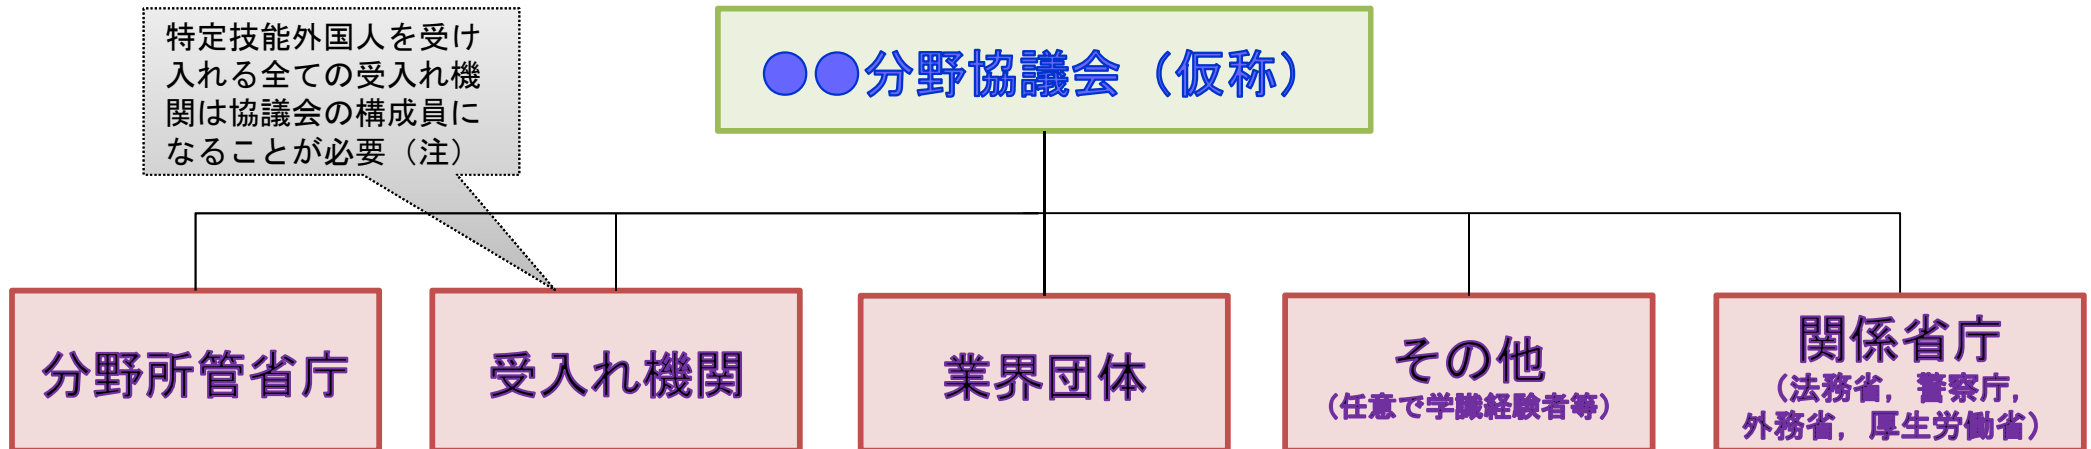 特定技能外国人を受け
入れる全ての受入れ機
関は協議会の構成員に
なることが必要（注）
●●分野協議会（仮称）
分野所管省庁
受入れ機関
業界団体
その他
（任意で学識経験者等）
関係省庁
（法務省，警察庁，
外務省，厚生労働省）